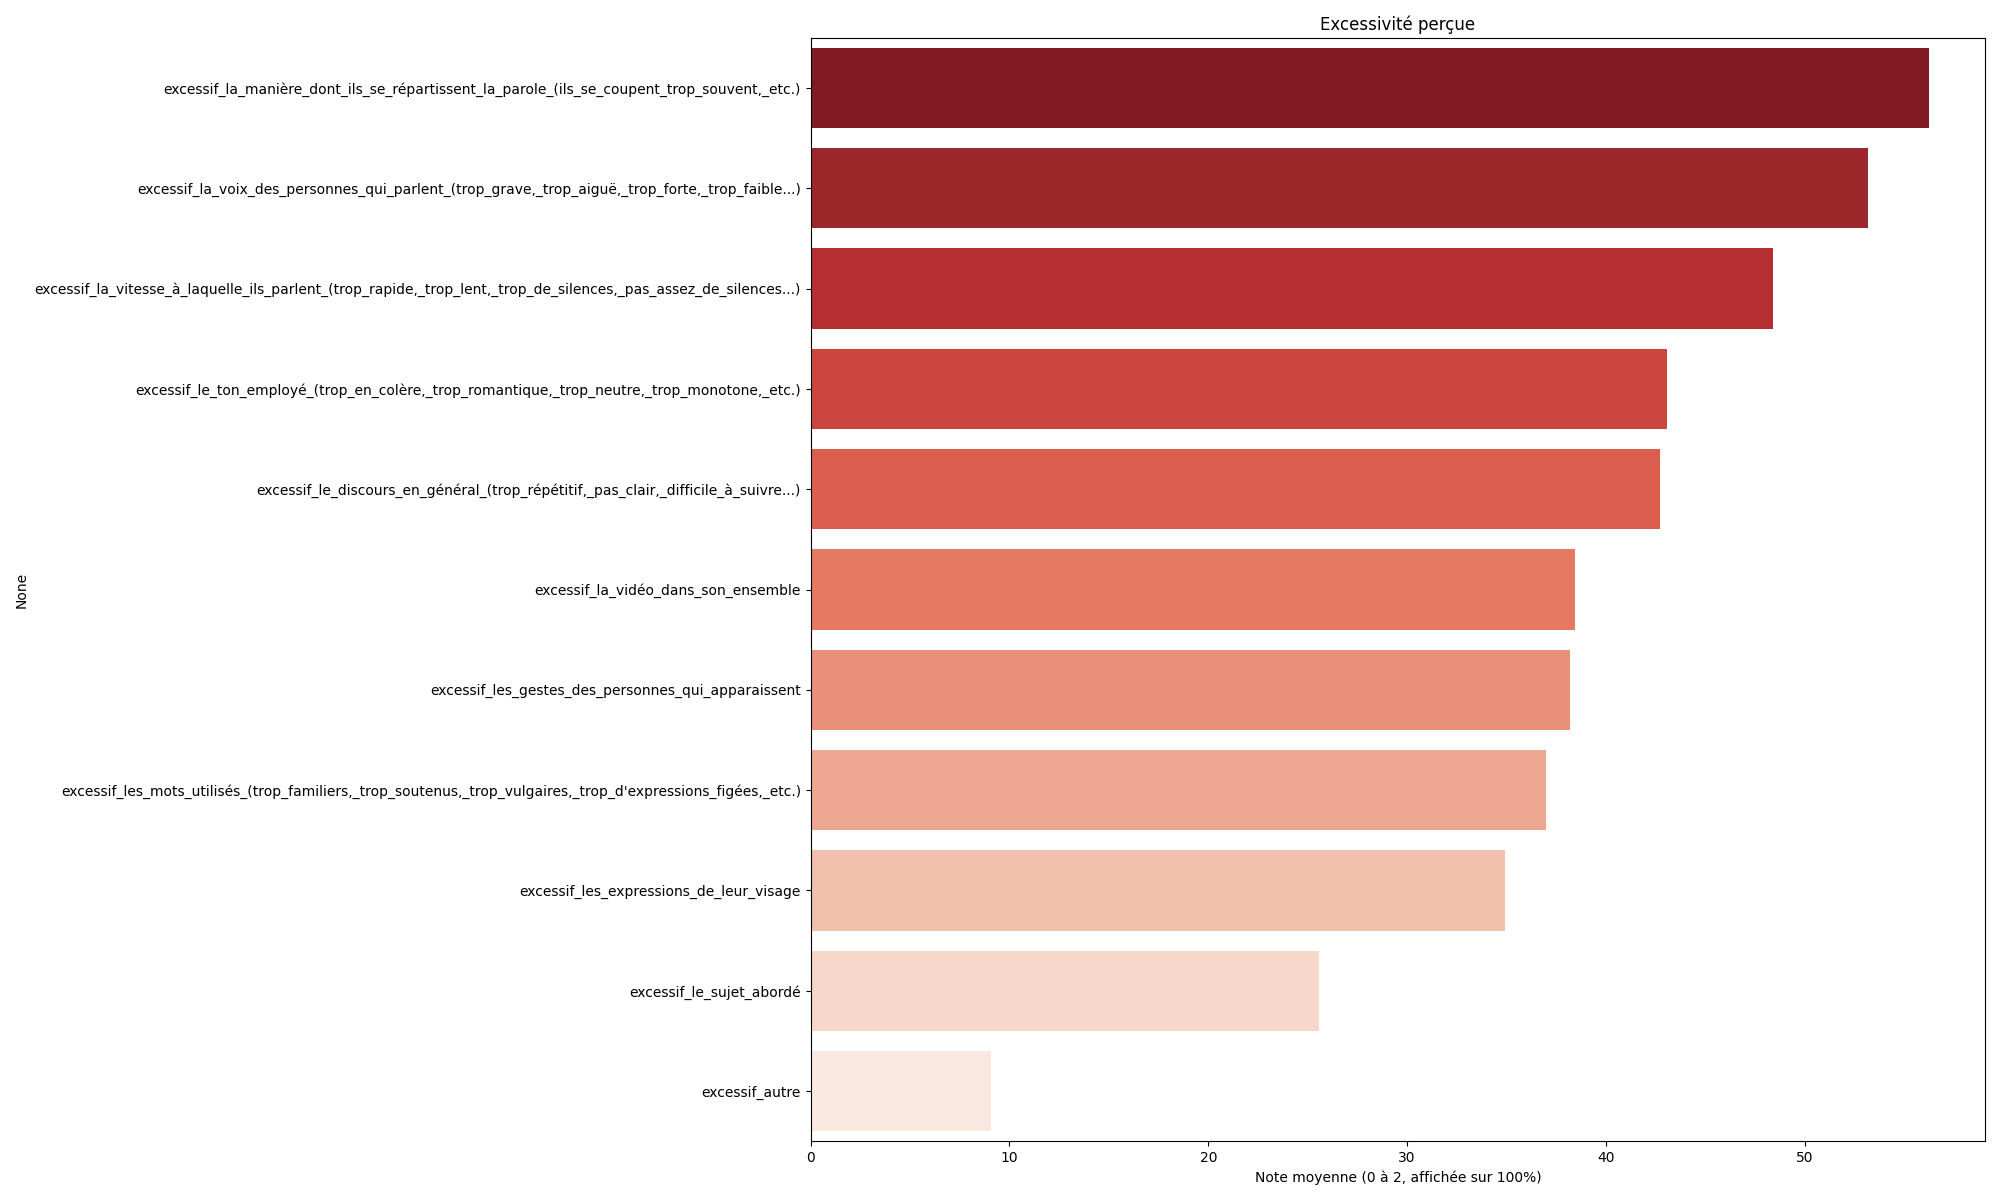 Excessivité perçue
excessif_la_manière_dont_ils_se_répartissent_la_parole_(ils_se_coupent_trop_souvent,_etc.)
excessif_la_voix_des_personnes_qui_parlent_(trop_grave,_trop_aiguë,_trop_forte,_trop_faible...)
excessif_la_vitesse_à_laquelle_ils_parlent_(trop_rapide,_trop_lent,_trop_de_silences,_pas_assez_de_silences...)
excessif_le_ton_employé_(trop_en_colère,_trop_romantique,_trop_neutre,_trop_monotone,_etc.)
excessif_le_discours_en_général_(trop_répétitif,_pas_clair,_difficile_à_suivre...)
excessif_la_vidéo_dans_son_ensemble
None
excessif_les_gestes_des_personnes_qui_apparaissent
excessif_les_mots_utilisés_(trop_familiers,_trop_soutenus,_trop_vulgaires,_trop_d'expressions_figées,_etc.)
excessif_les_expressions_de_leur_visage
excessif_le_sujet_abordé
excessif_autre
0 10 20 30 40 50
Note moyenne (0 à 2, affichée sur 100%)